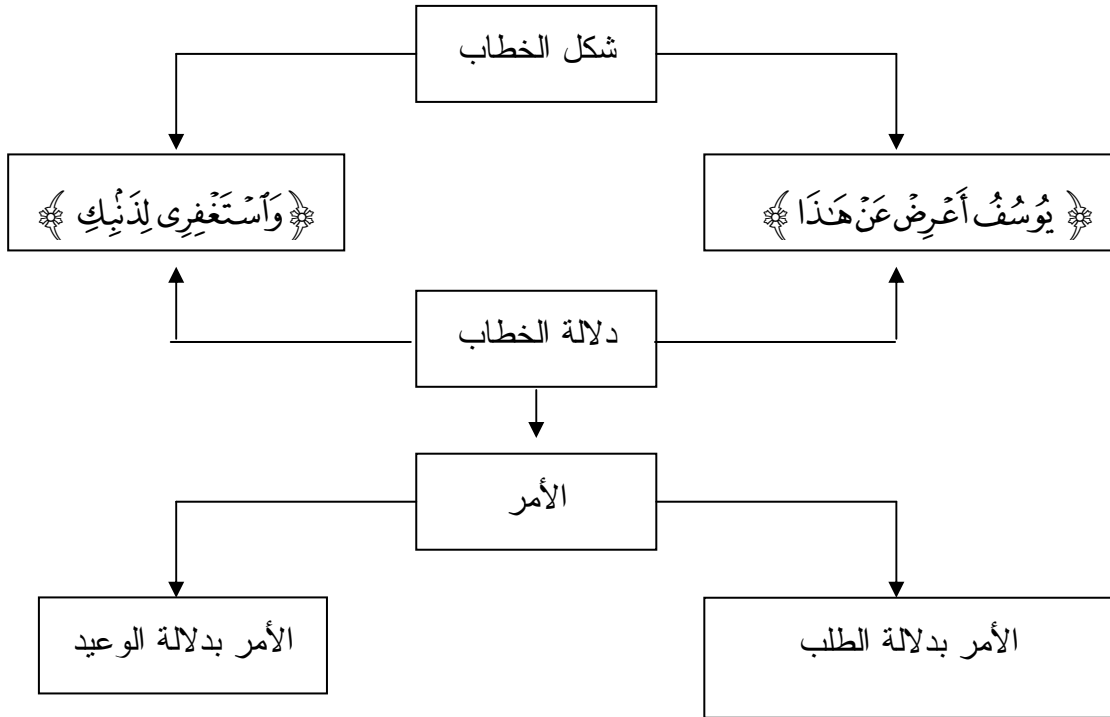 شكل الخطاب
﴿ يُوسُفُ أَعْرِضْ عَنْ هَـٰذَا ﴾
﴿ وَٱسْتَغْفِرِى لِذَنۢبِكِ ﴾
دلالة الخطاب
الأمر
الأمر بدلالة الطلب
الأمر بدلالة الوعيد